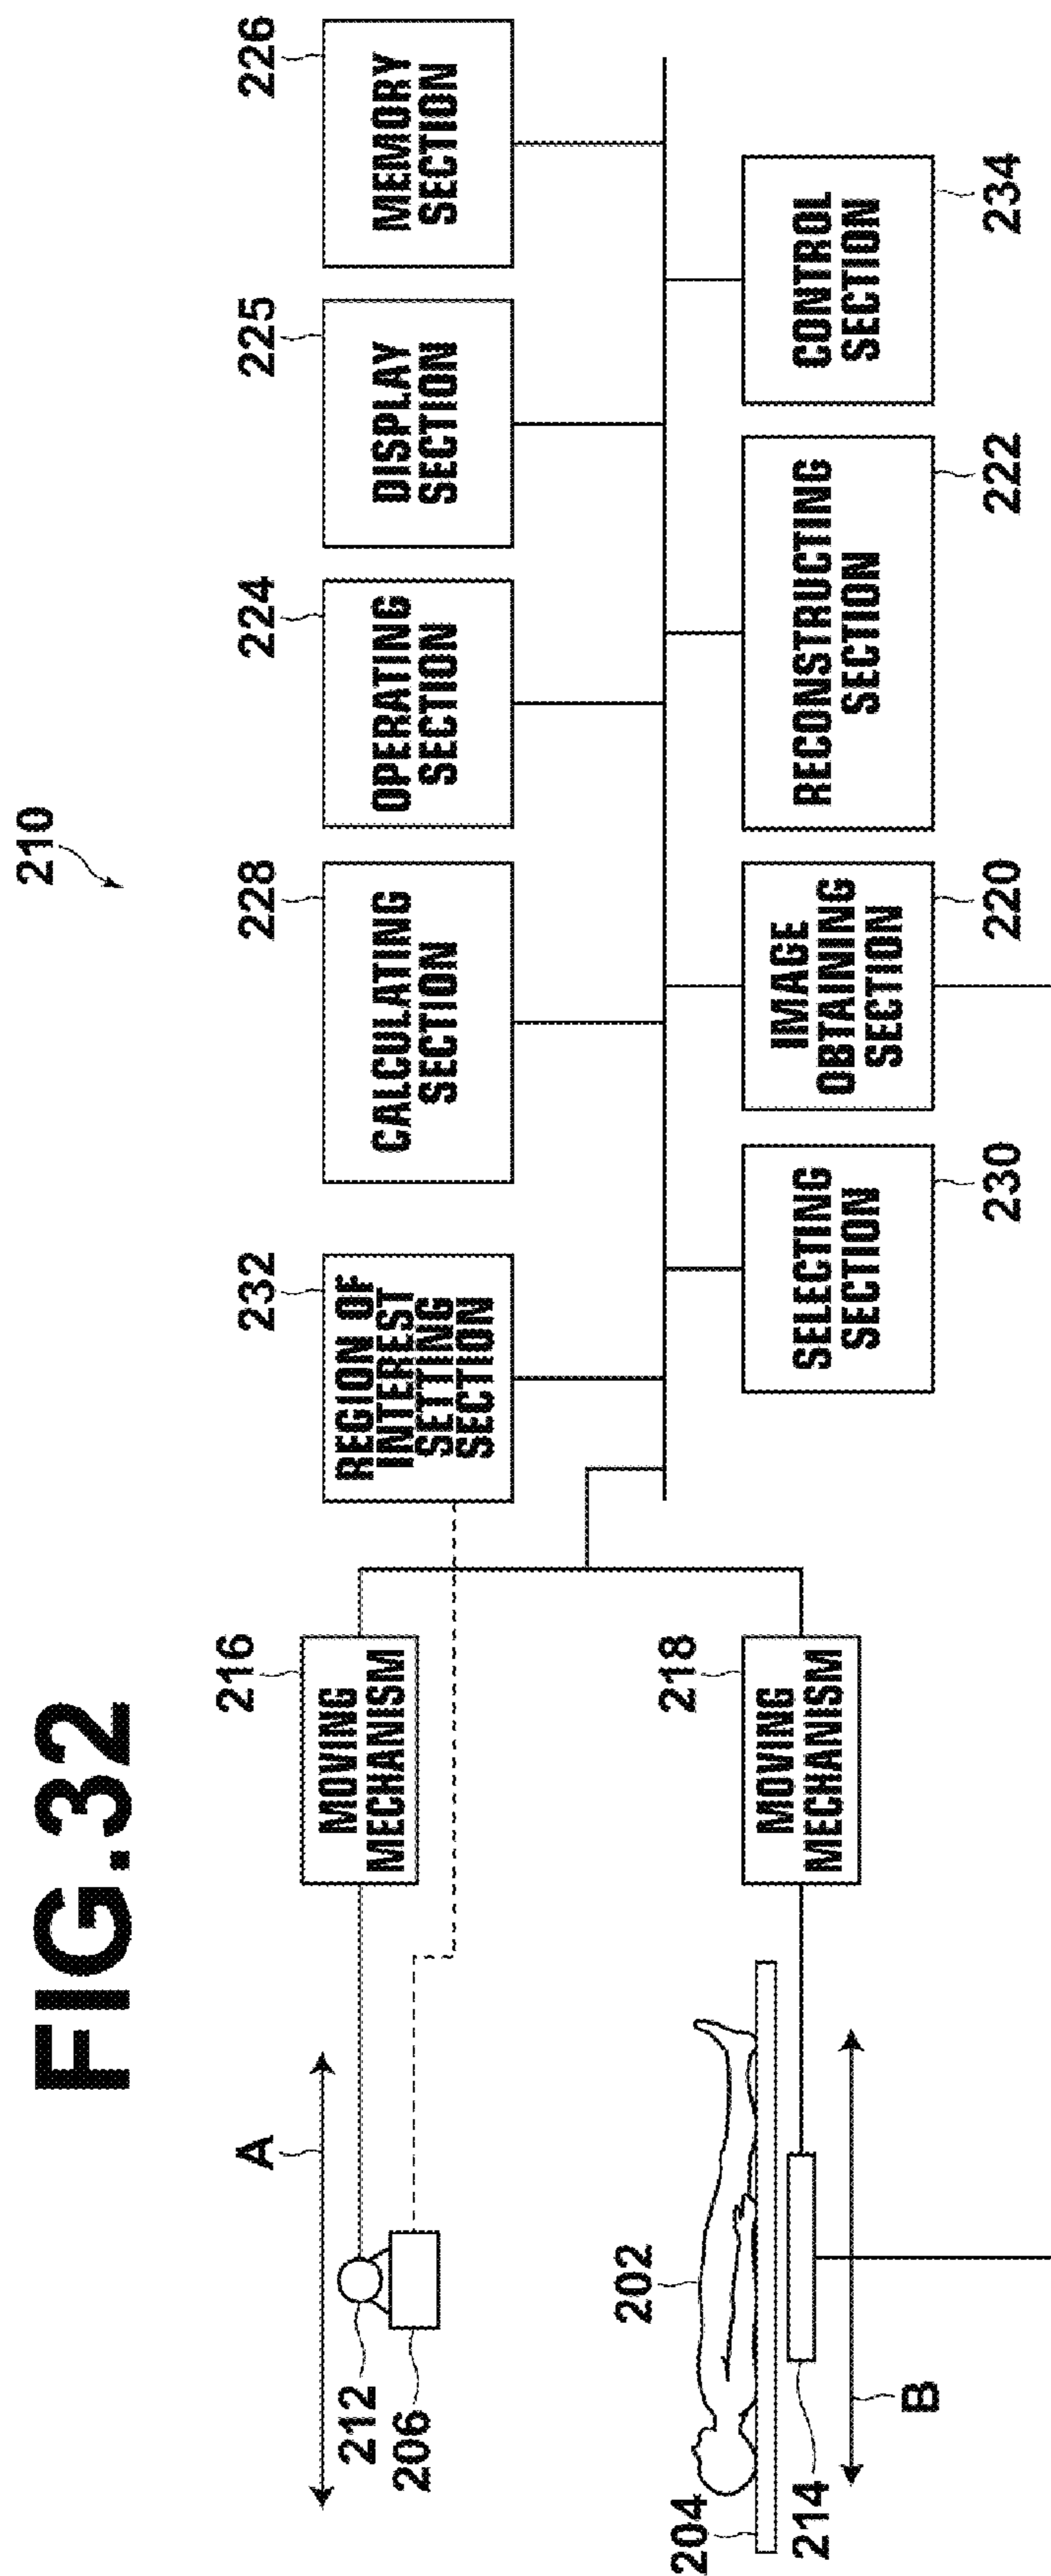 FIG.32
210
A
212
206
216
MOVING
MECHANISM
232
REGION OF
INTEREST
SETTING
SECTION
228
CALCULATING
SECTION
224
OPERATING
SECTION
225
DISPLAY
SECTION
226
MEMORY
SECTION
202
204
214
B
218
MOVING
MECHANISM
SELECTING
SECTION
230
IMAGE
OBTAINING
SECTION
220
RECONSTRUCTING
SECTION
222
CONTROL
SECTION
234